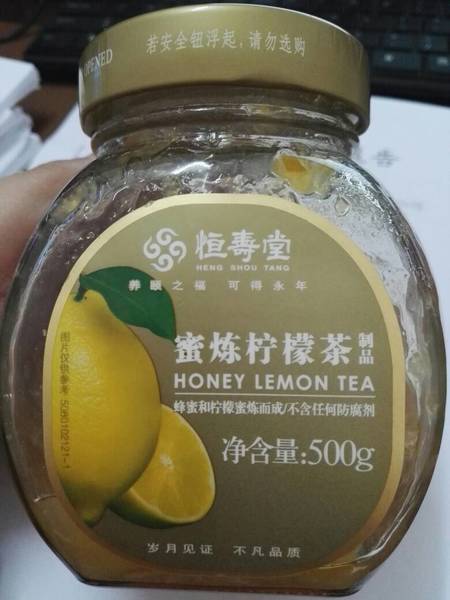 OPENED
若安全钮浮起,请勿选购
恒寿堂
HENG SHOU TANG
养颐之福 可得永年
蜜炼柠檬茶制品
HONEY LEMON TEA
蜂蜜和柠檬蜜炼而成/不含任何防腐剂
净含量:500g
图片仅供参考
岁月见证 不凡品质